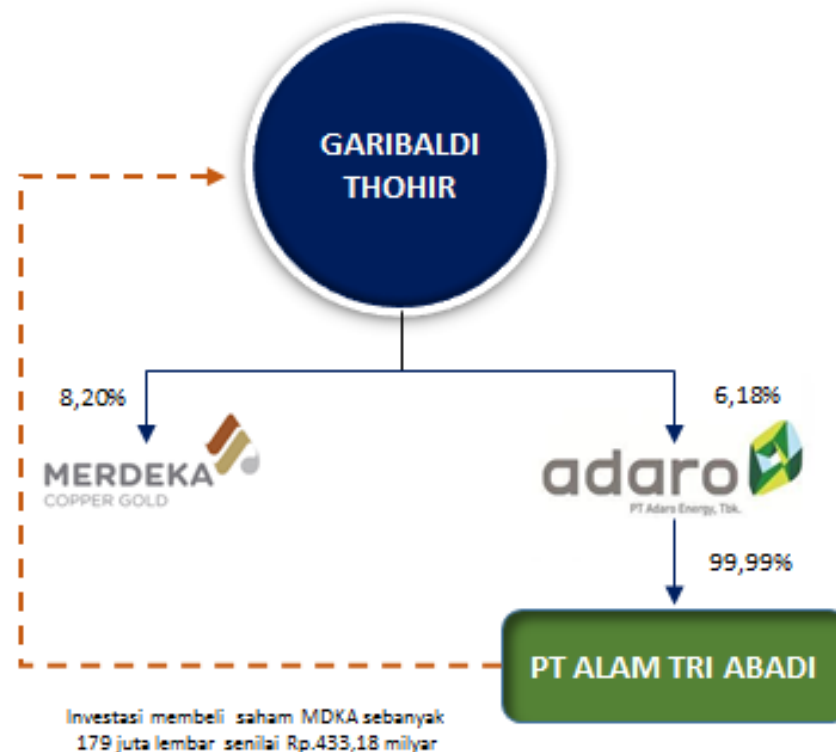 GARIBALDI
THOHIR
8,20%
6,18%
MERDEKA
COPPER GOLD
adaro
PT Adaro Energy, Tbk.
99,99%
PT ALAM TRI ABADI
Investasi membeli saham MDKA sebanyak
179 juta lembar senilai Rp.433,18 milyar